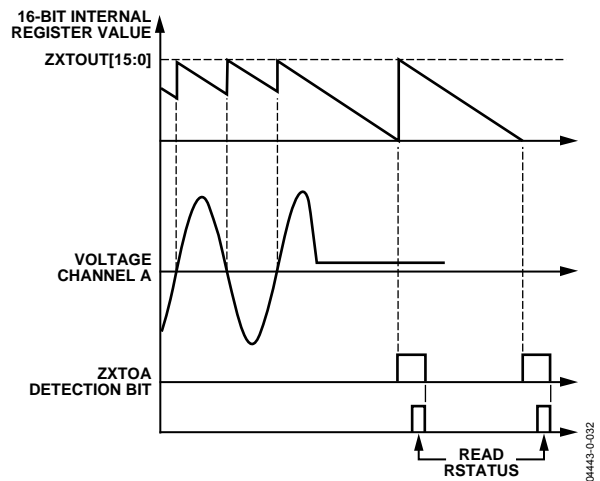 16-BIT INTERNAL
REGISTER VALUE
ZXTOUT[15:0]
VOLTAGE
CHANNEL A
ZXTOA
DETECTION BIT
READ
RSTATUS
04443-0-032